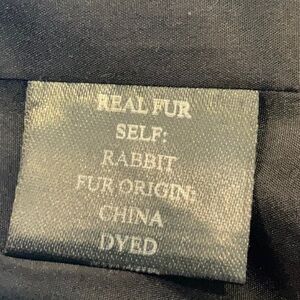 REAL FUR
SELF:
RABBIT
FUR ORIGIN:
CHINA
DYED